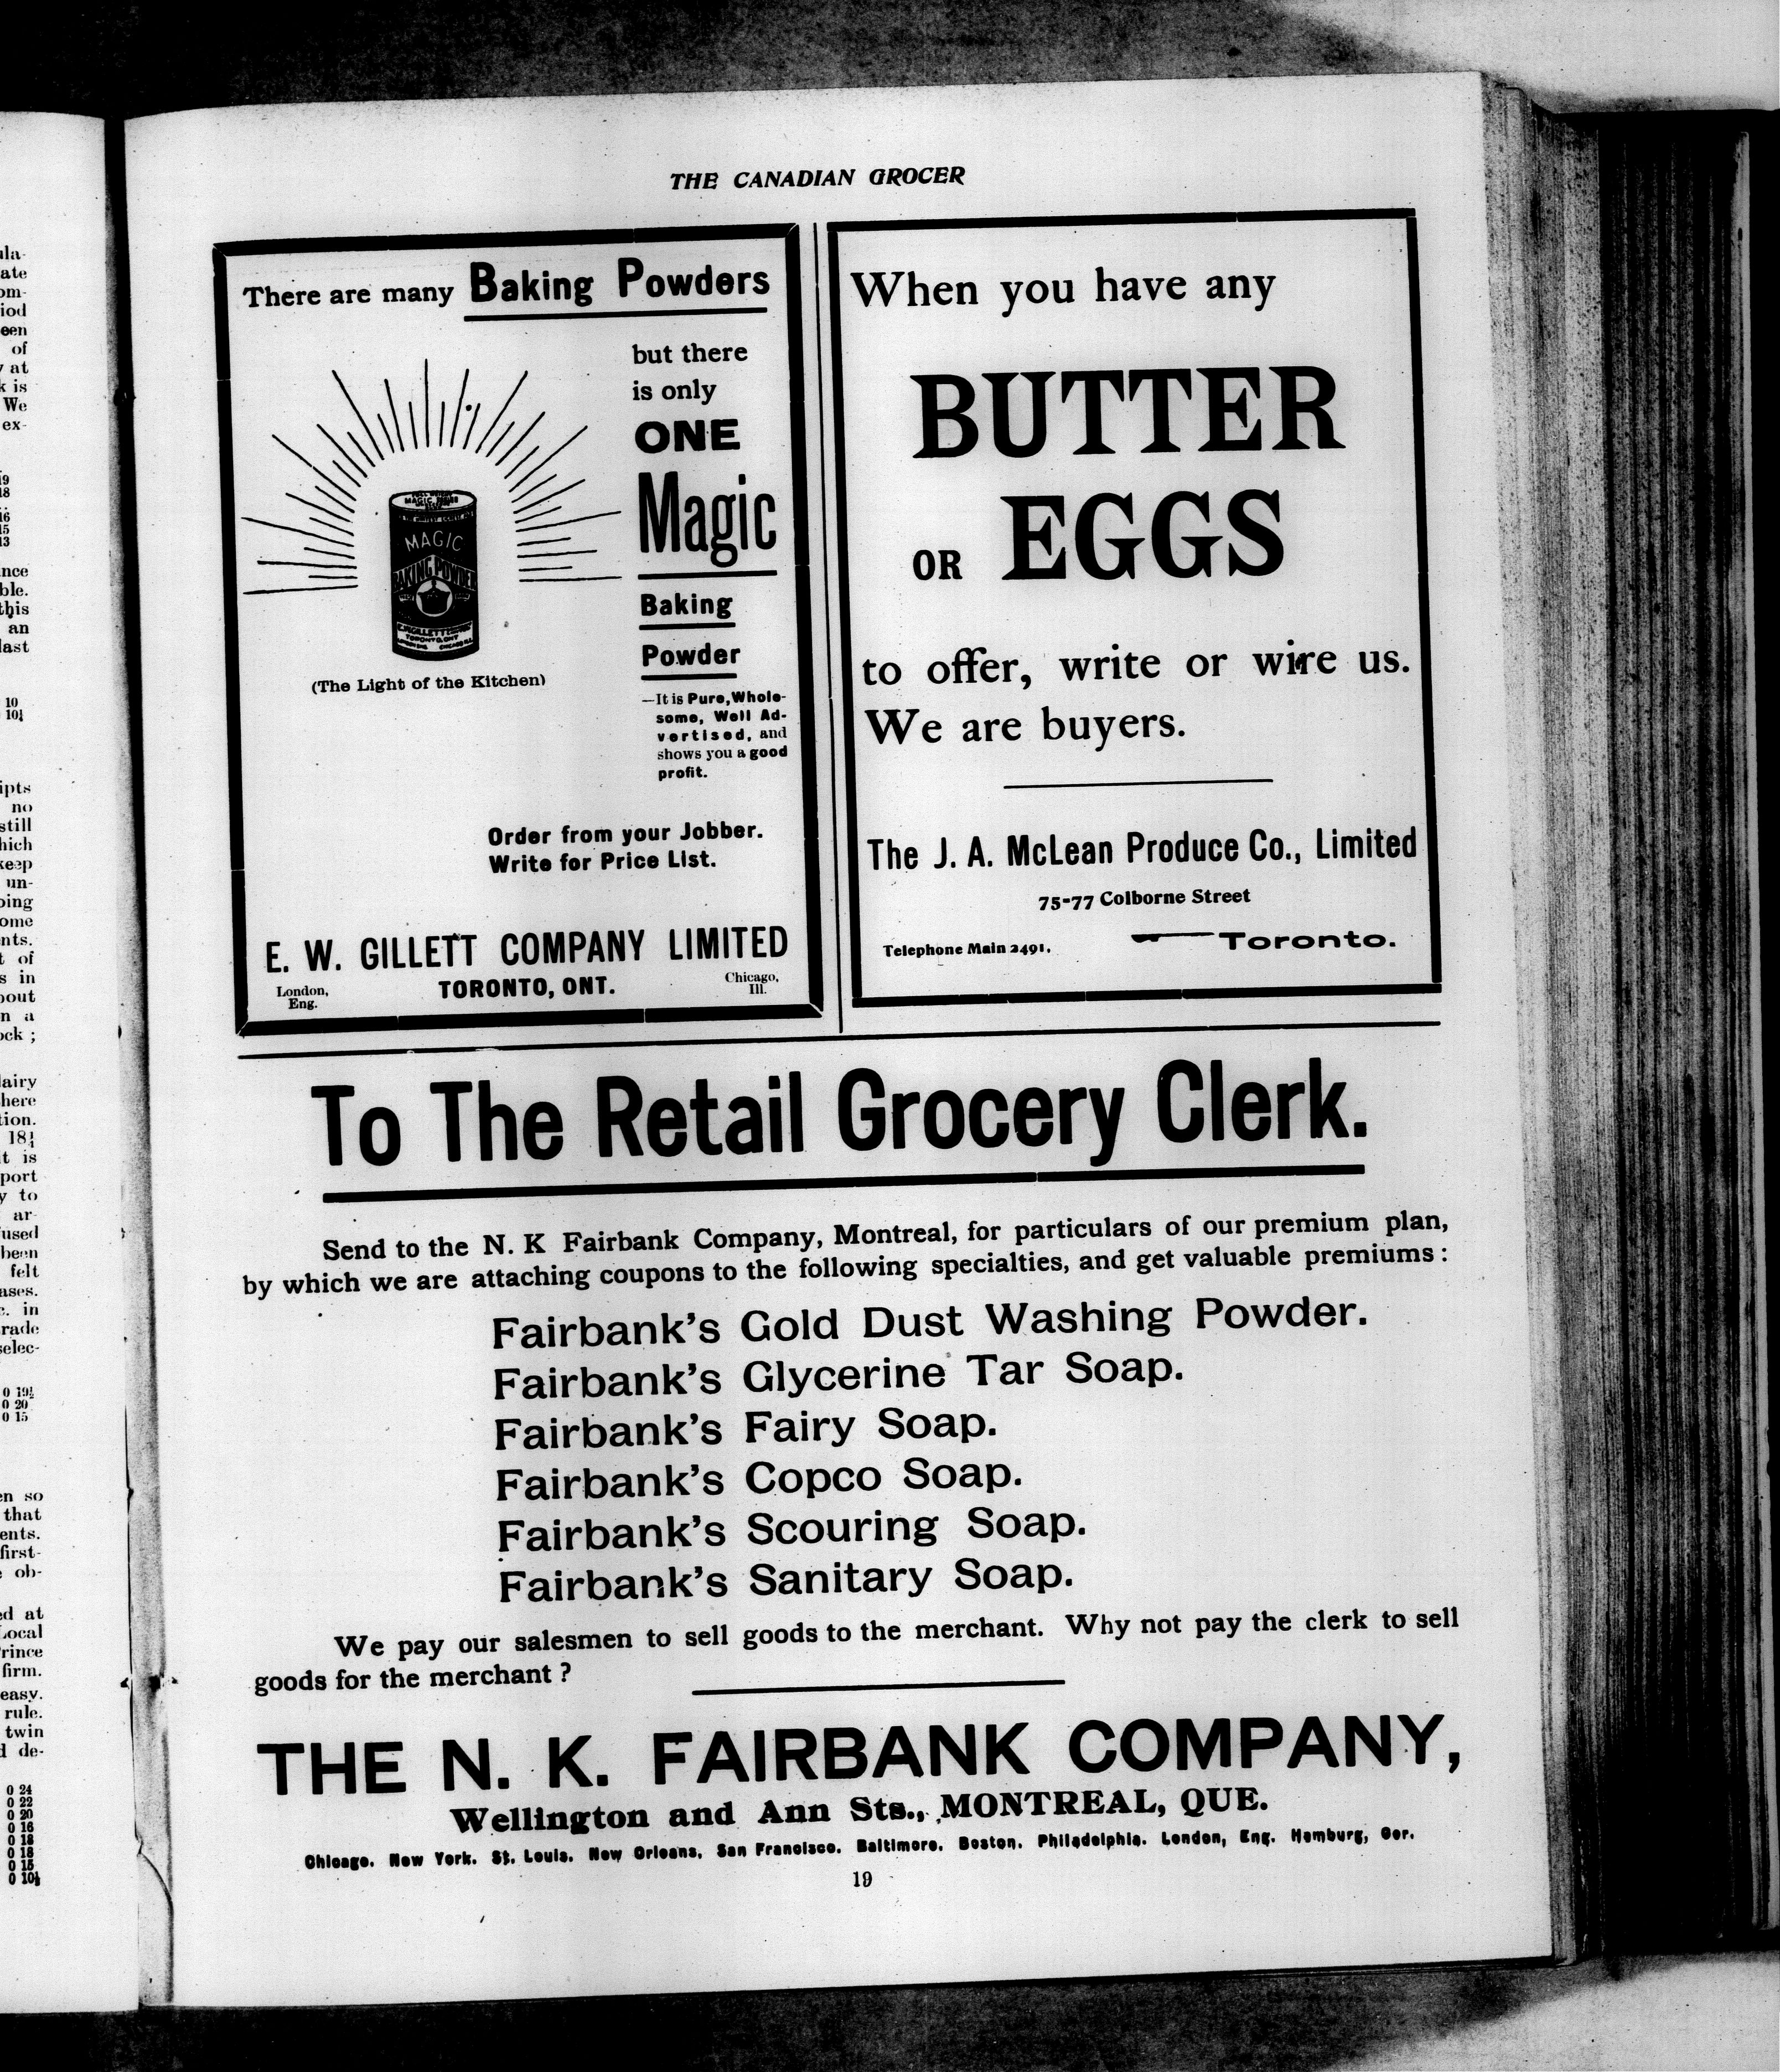 THE CANADIAN GROCER
There are many Baking Powders
but there
is only
ONE
Magic
Baking
Powder
—It is Pure, Whole-
some, Well Ad-
vertised, and
shows you a good
profit.
MAGIC
BAKING POWDER
(The Light of the Kitchen)
Order from your Jobber.
Write for Price List.
E. W. GILLETT COMPANY LIMITED
London, Eng.
TORONTO, ONT.
Chicago, Ill.
When you have any
BUTTER
OR EGGS
to offer, write or wire us.
We are buyers.
The J. A. McLean Produce Co., Limited
75-77 Colborne Street
Telephone Main 2491. Toronto.
To The Retail Grocery Clerk.
Send to the N. K Fairbank Company, Montreal, for particulars of our premium plan,
by which we are attaching coupons to the following specialties, and get valuable premiums:
Fairbank's Gold Dust Washing Powder.
Fairbank's Glycerine Tar Soap.
Fairbank's Fairy Soap.
Fairbank's Copco Soap.
Fairbank's Scouring Soap.
Fairbank's Sanitary Soap.
We pay our salesmen to sell goods to the merchant. Why not pay the clerk to sell
goods for the merchant?
THE N. K. FAIRBANK COMPANY,
Wellington and Ann Sts., MONTREAL, QUE.
Chicago. New York. St. Louis. New Orleans. San Francisco. Baltimore. Boston. Philadelphia. London, Eng. Hamburg, Ger.
19